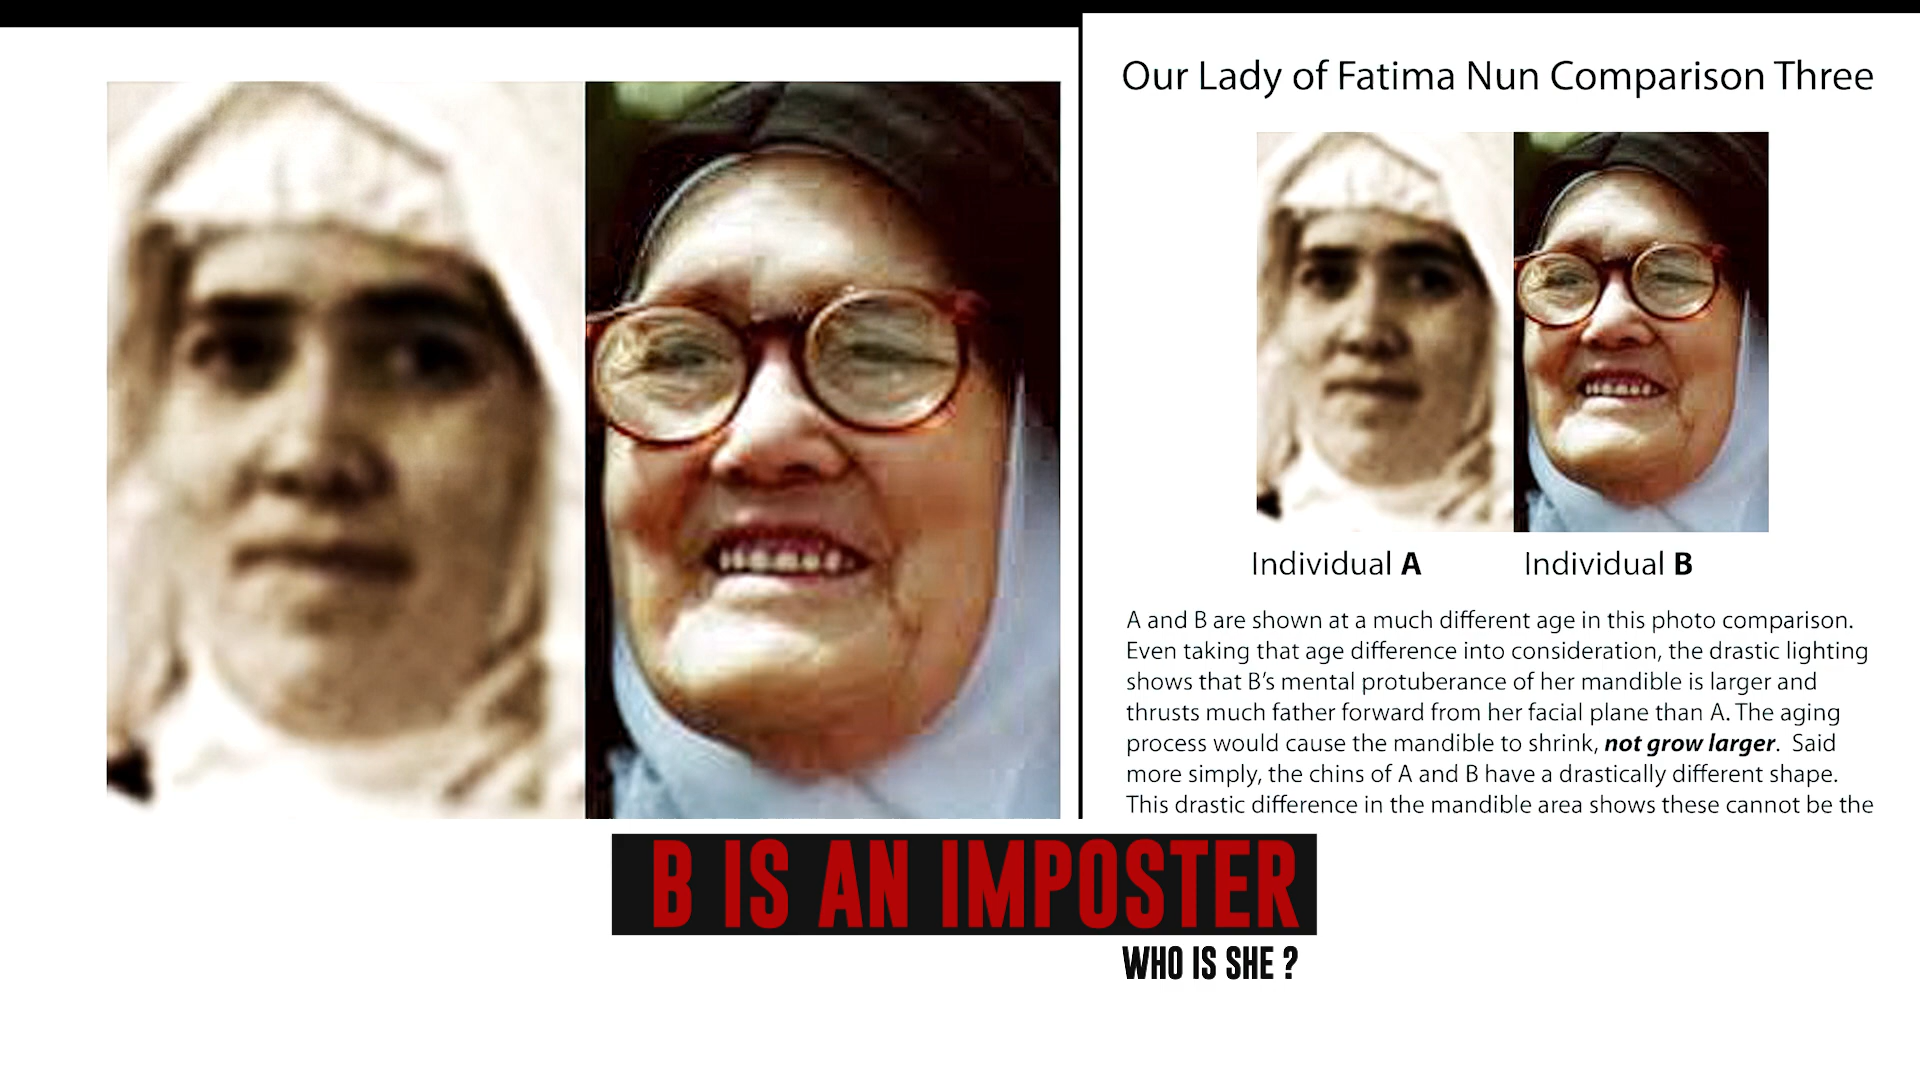 Our Lady of Fatima Nun Comparison Three
Individual A Individual B
A and B are shown at a much different age in this photo comparison.
Even taking that age difference into consideration, the drastic lighting
shows that B's mental protuberance of her mandible is larger and
thrusts much father forward from her facial plane than A. The aging
process would cause the mandible to shrink, not grow larger. Said
more simply, the chins of A and B have a drastically different shape.
This drastic difference in the mandible area shows these cannot be the
B IS AN IMPOSTER
WHO IS SHE ?